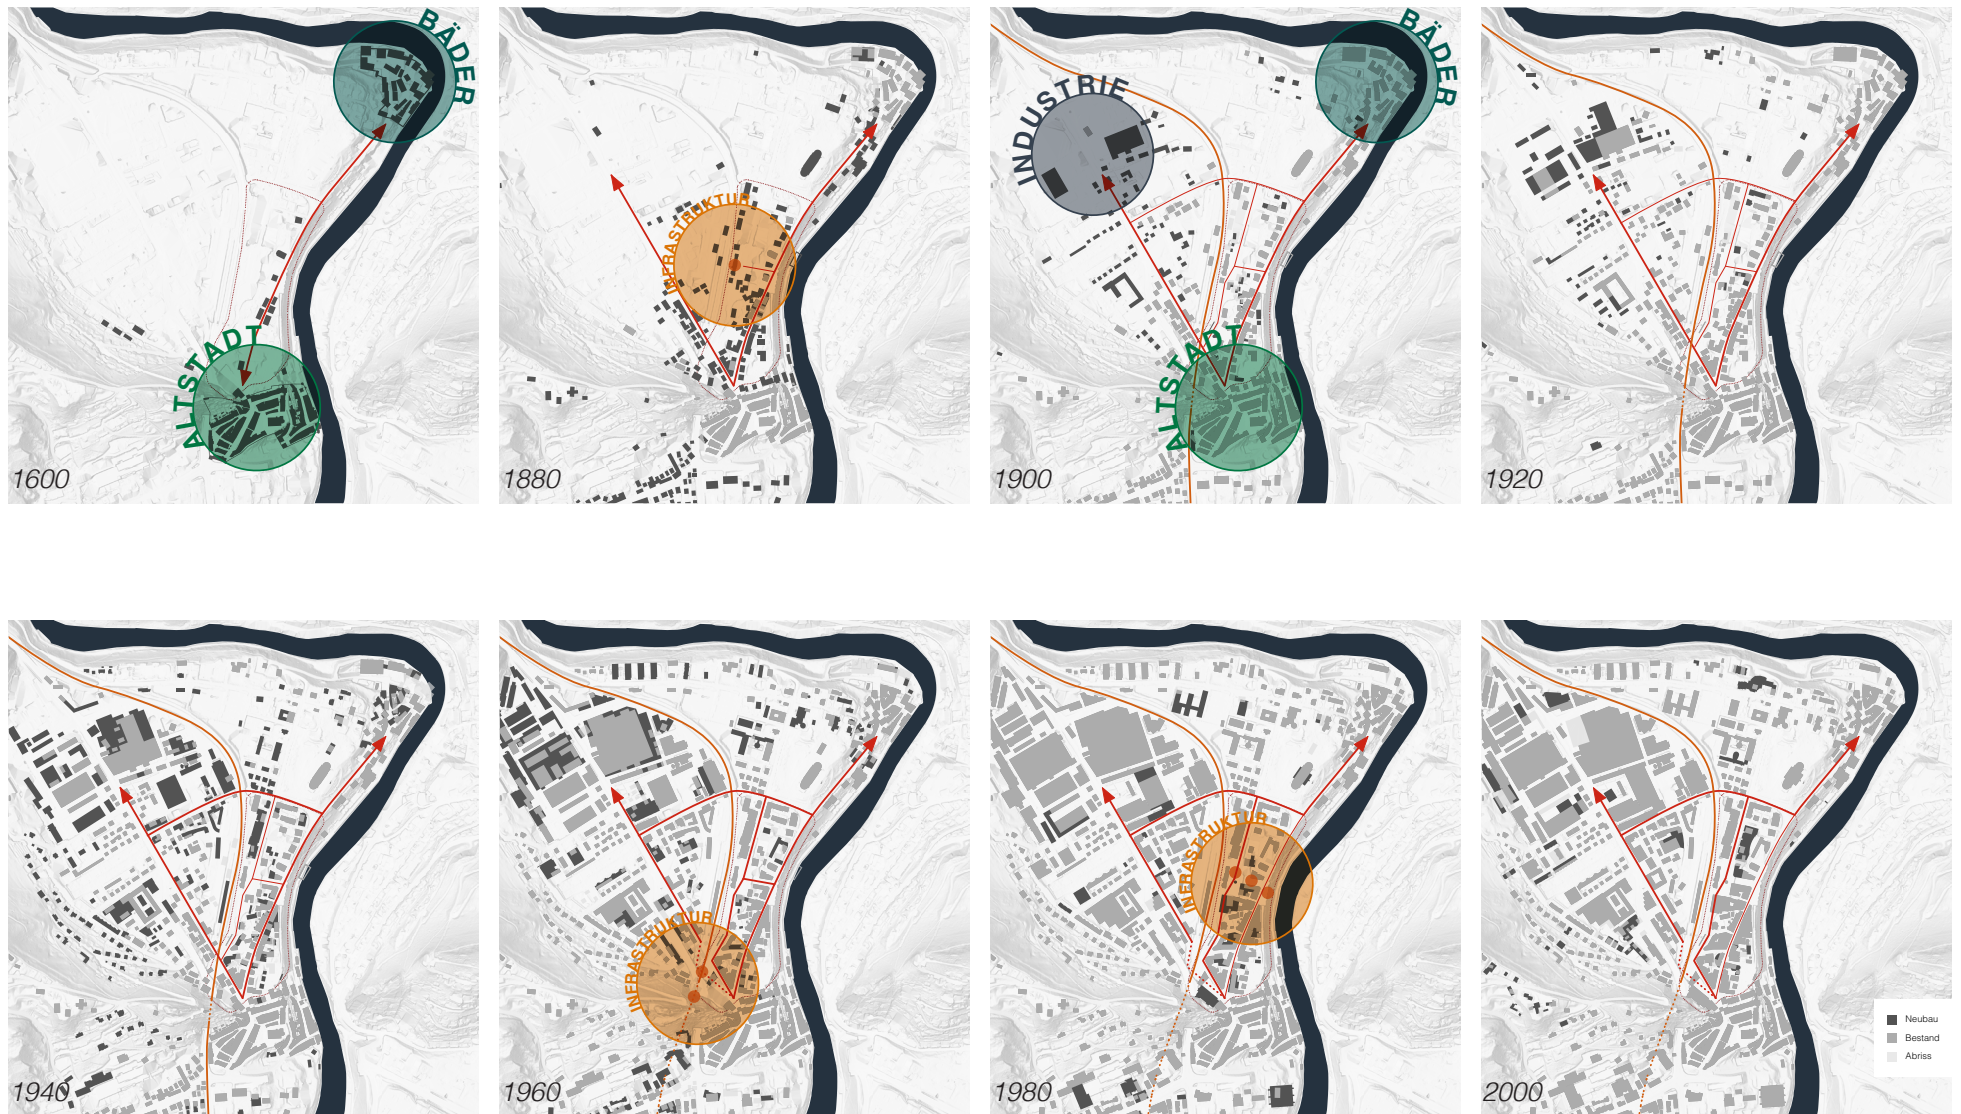 BÄDER
ALTSTADT
1600
INFRASTRUKTUR
1880
INDUSTRIE
BÄDER
ALTSTADT
1900
1920
1940
INFRASTRUKTUR
1960
INFRASTRUKTUR
1980
2000
Neubau
Bestand
Abriss